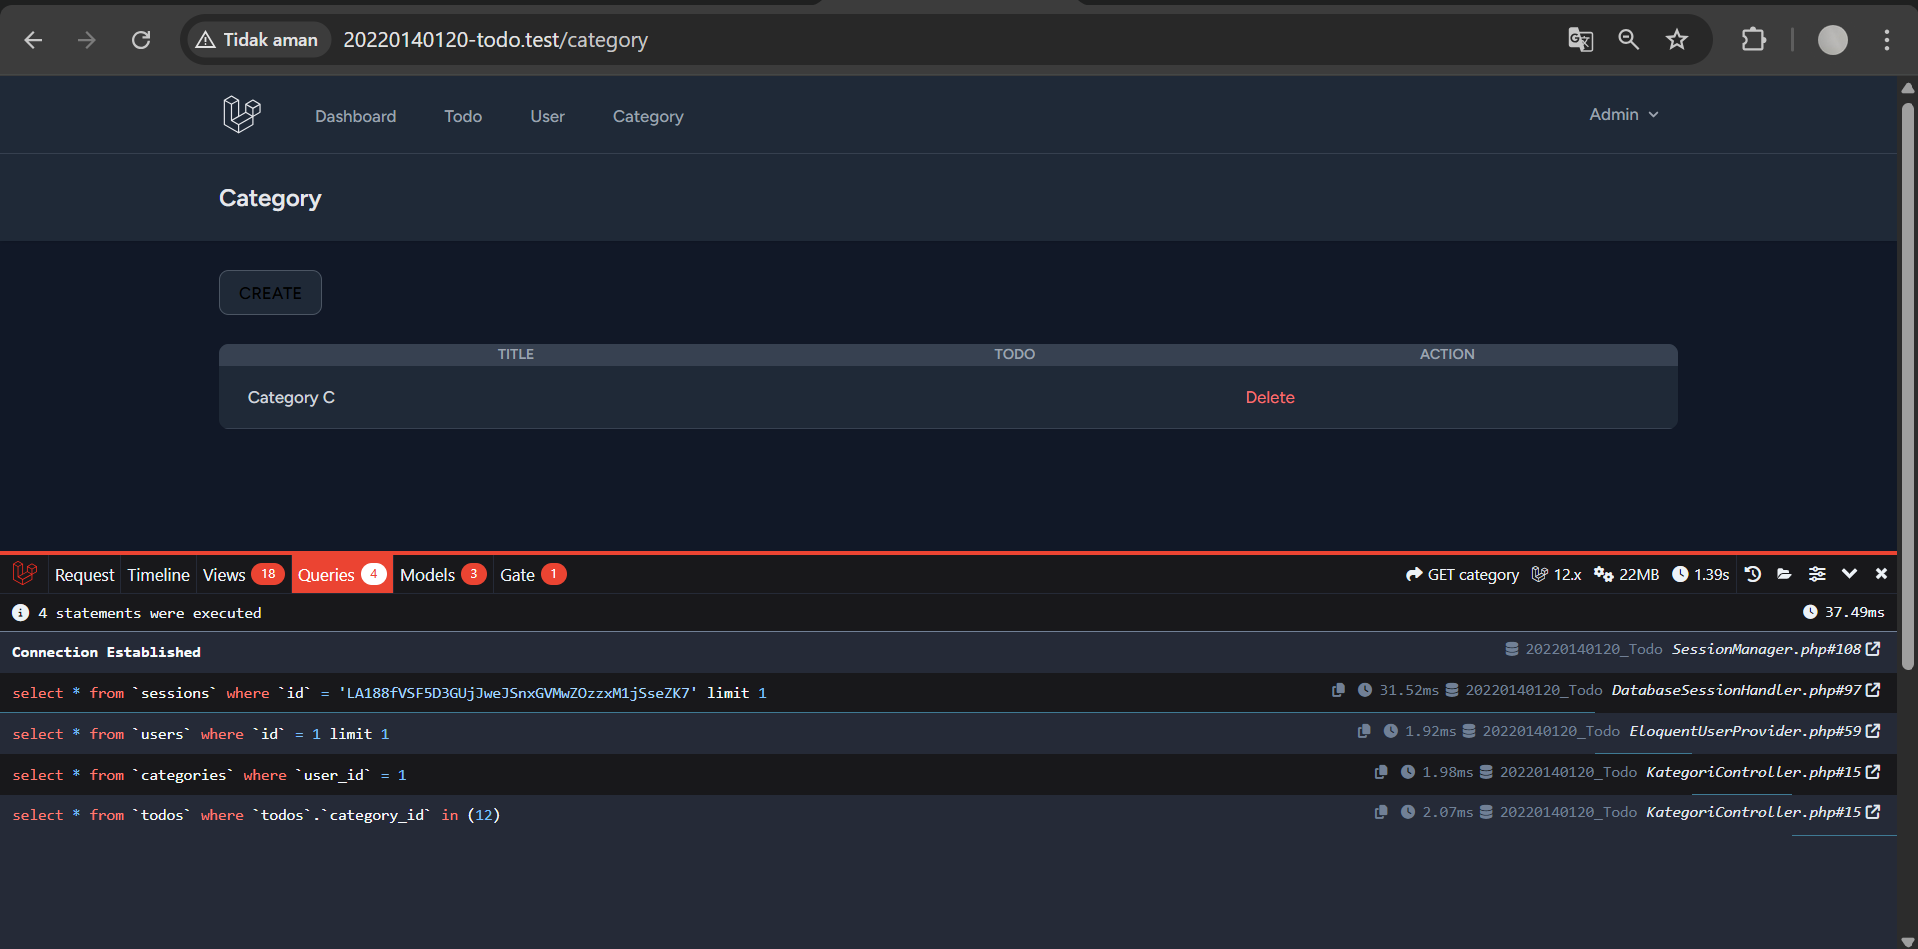 Tidak aman 20220140120-todo.test/category
Dashboard Todo User Category Admin
Category
CREATE
TITLE TODO ACTION
Category C Delete
Request Timeline Views 18 Queries 4 Models 3 Gate 1 GET category 12.x 22MB 1.39s
4 statements were executed 37.49ms
Connection Established 20220140120_Todo SessionManager.php#108
select * from `sessions` where `id` = 'LA188fVSF5D3GUjJweJSnxGVMwZOzzxM1jSseZK7' limit 1 31.52ms 20220140120_Todo DatabaseSessionHandler.php#97
select * from `users` where `id` = 1 limit 1 1.92ms 20220140120_Todo EloquentUserProvider.php#59
select * from `categories` where `user_id` = 1 1.98ms 20220140120_Todo KategoriController.php#15
select * from `todos` where `todos`.`category_id` in (12) 2.07ms 20220140120_Todo KategoriController.php#15